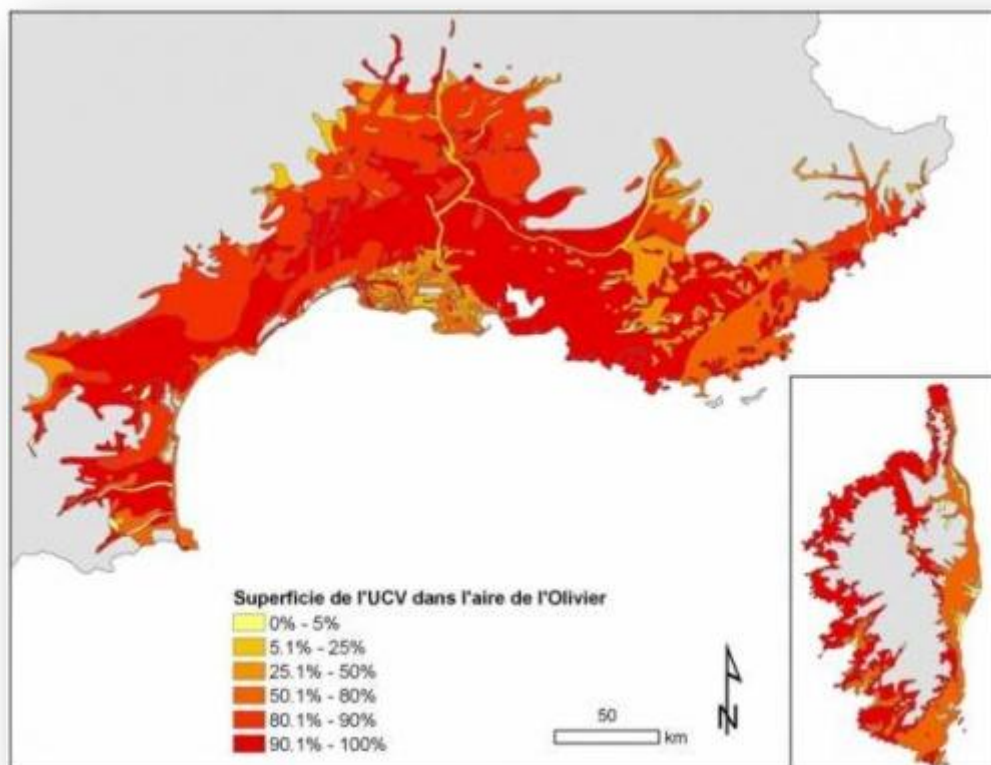 Superficie de l'UCV dans l'aire de l'Olivier
0% - 5%
5.1% - 25%
25.1% - 50%
50.1% - 80%
80.1% - 90%
90.1% - 100%
50
km
N